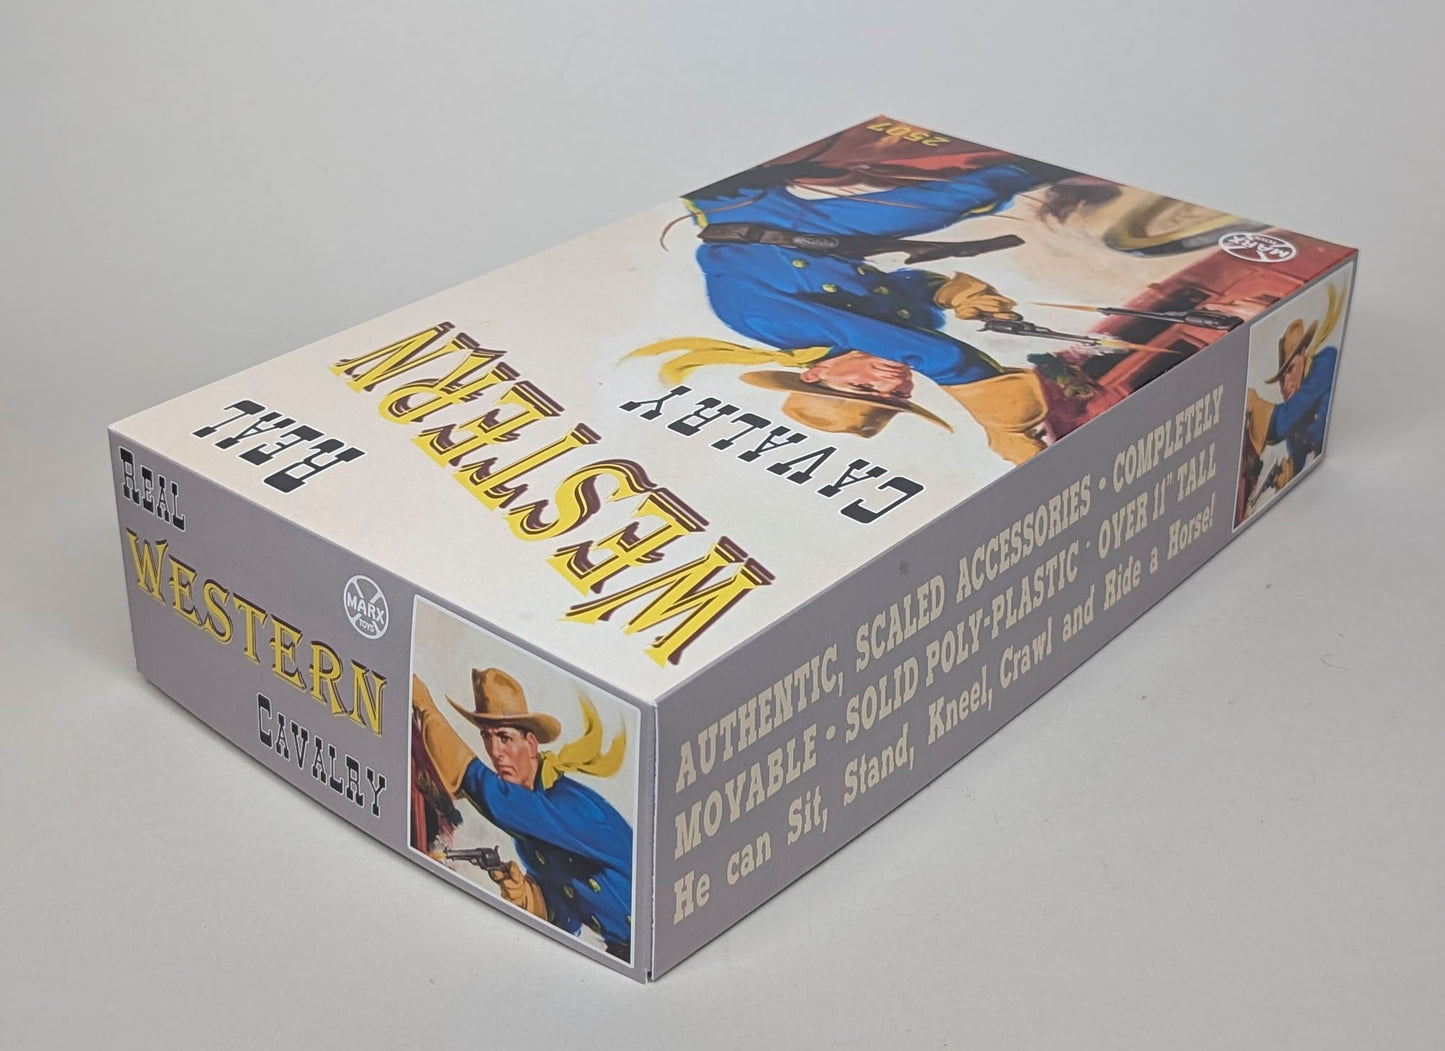 2507
MARX
TOYS
REAL
WESTERN
CAVALRY
REAL
WESTERN
CAVALRY
MARX
TOYS
AUTHENTIC, SCALED ACCESSORIES • COMPLETELY
MOVABLE • SOLID POLY-PLASTIC • OVER 11" TALL
He can Sit, Stand, Kneel, Crawl and Ride a Horse!